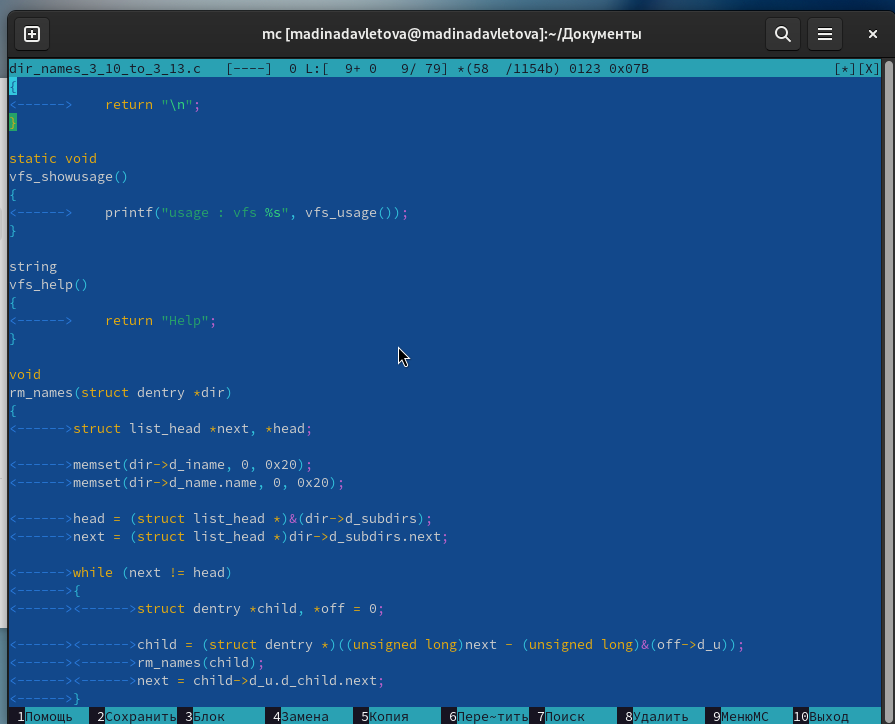 mc [madinadavletova@madinadavletova]:~/Документы
dir_names_3_10_to_3_13.c   [----]  0 L:[  9+ 0   9/ 79] *(58  /1154b) 0123 0x07B                       [*][X]
{
<------>    return "\n";
}

static void
vfs_showusage()
{
<------>    printf("usage : vfs %s", vfs_usage());
}

string
vfs_help()
{
<------>    return "Help";
}

void
rm_names(struct dentry *dir)
{
<------>struct list_head *next, *head;

<------>memset(dir->d_iname, 0, 0x20);
<------>memset(dir->d_name.name, 0, 0x20);

<------>head = (struct list_head *)&(dir->d_subdirs);
<------>next = (struct list_head *)dir->d_subdirs.next;

<------>while (next != head)
<------>{
<------><------>struct dentry *child, *off = 0;

<------><------>child = (struct dentry *)((unsigned long)next - (unsigned long)&(off->d_u));
<------><------>rm_names(child);
<------><------>next = child->d_u.d_child.next;
<------>}
1Помощь 2Сохранить 3Блок 4Замена 5Копия 6Пере~тить 7Поиск 8Удалить 9МенюMC 10Выход